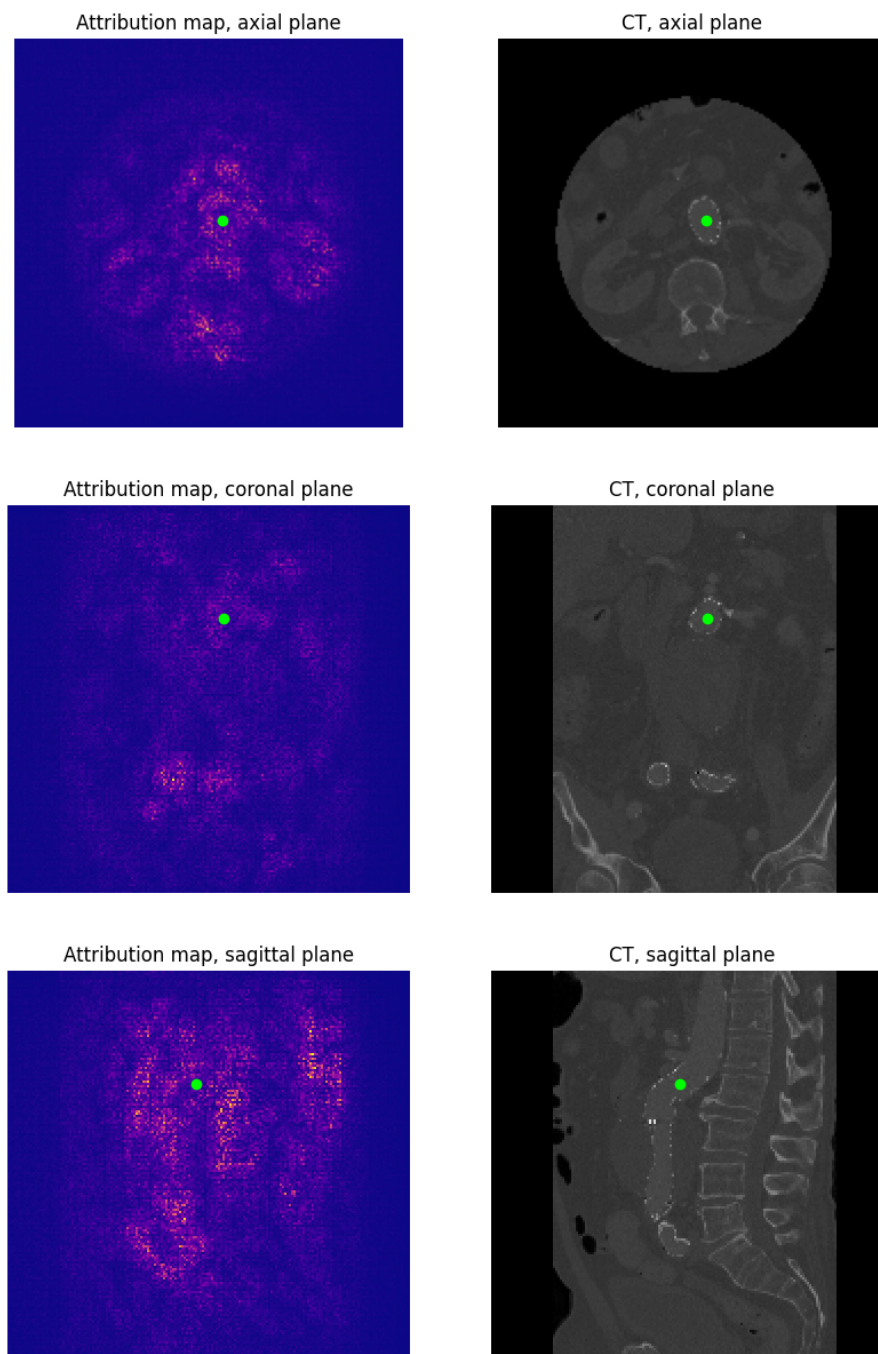 Attribution map, axial plane
CT, axial plane
Attribution map, coronal plane
CT, coronal plane
Attribution map, sagittal plane
CT, sagittal plane